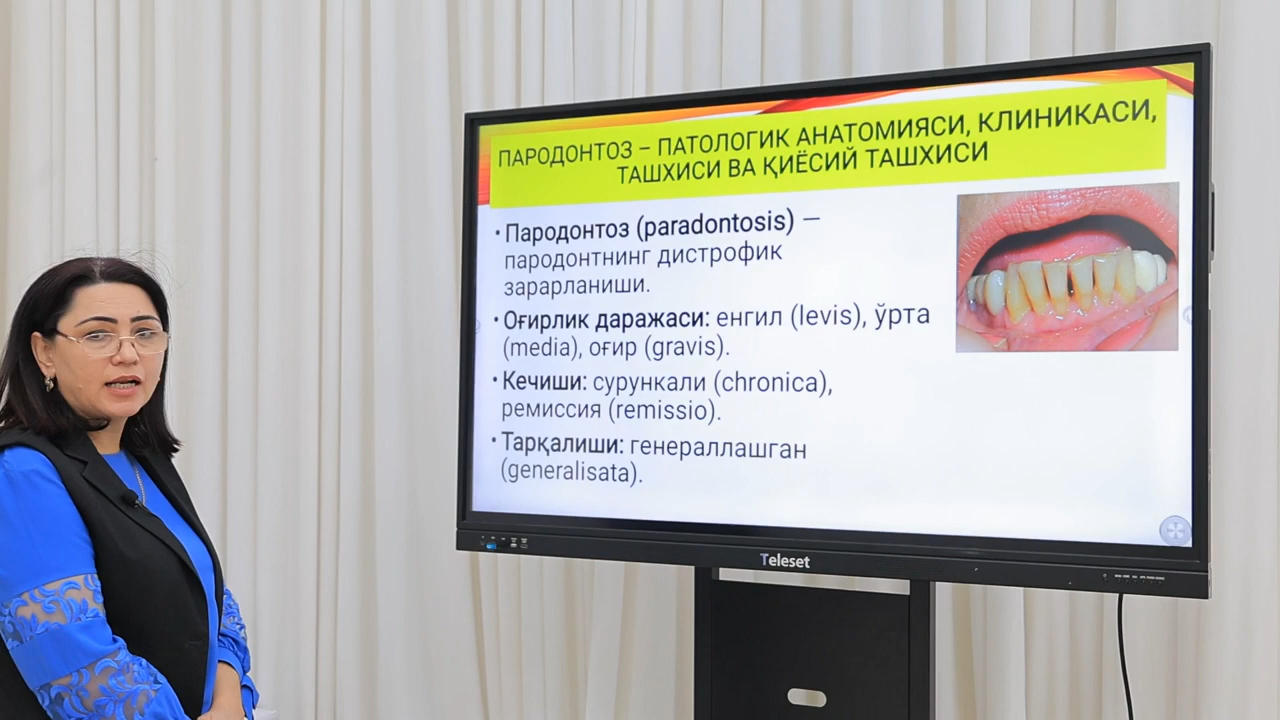 ПАРОДОНТОЗ – ПАТОЛОГИК АНАТОМИЯСИ, КЛИНИКАСИ,
ТАШХИСИ ВА ҚИЁСИЙ ТАШХИСИ
• Пародонтоз (paradontosis) —
пародонтнинг дистрофик
зарарланиши.
• Оғирлик даражаси: енгил (levis), ўрта
(media), оғир (gravis).
• Кечиши: сурункали (chronica),
ремиссия (remissio).
• Тарқалиши: генераллашган
(generalisata).
Teleset